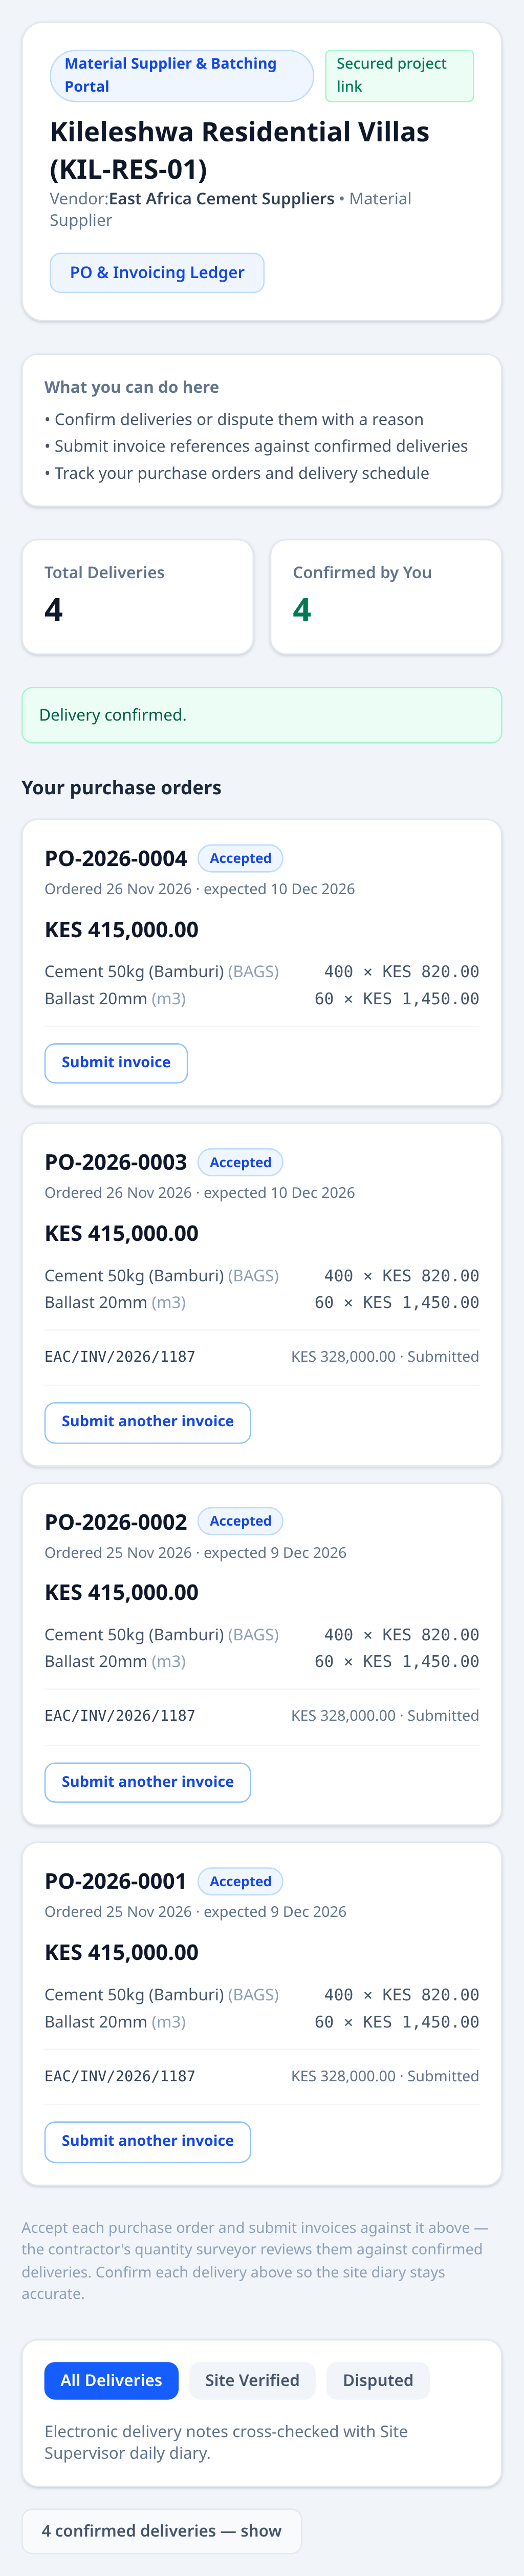 Material Supplier & Batching
Portal
Secured project
link
Kileleshwa Residential Villas
(KIL-RES-01)
Vendor:East Africa Cement Suppliers • Material
Supplier
PO & Invoicing Ledger
What you can do here
• Confirm deliveries or dispute them with a reason
• Submit invoice references against confirmed deliveries
• Track your purchase orders and delivery schedule
Total Deliveries
4
Confirmed by You
4
Delivery confirmed.
Your purchase orders
PO-2026-0004 Accepted
Ordered 26 Nov 2026 · expected 10 Dec 2026
KES 415,000.00
Cement 50kg (Bamburi) (BAGS) 400 × KES 820.00
Ballast 20mm (m3) 60 × KES 1,450.00
Submit invoice
PO-2026-0003 Accepted
Ordered 26 Nov 2026 · expected 10 Dec 2026
KES 415,000.00
Cement 50kg (Bamburi) (BAGS) 400 × KES 820.00
Ballast 20mm (m3) 60 × KES 1,450.00
EAC/INV/2026/1187 KES 328,000.00 · Submitted
Submit another invoice
PO-2026-0002 Accepted
Ordered 25 Nov 2026 · expected 9 Dec 2026
KES 415,000.00
Cement 50kg (Bamburi) (BAGS) 400 × KES 820.00
Ballast 20mm (m3) 60 × KES 1,450.00
EAC/INV/2026/1187 KES 328,000.00 · Submitted
Submit another invoice
PO-2026-0001 Accepted
Ordered 25 Nov 2026 · expected 9 Dec 2026
KES 415,000.00
Cement 50kg (Bamburi) (BAGS) 400 × KES 820.00
Ballast 20mm (m3) 60 × KES 1,450.00
EAC/INV/2026/1187 KES 328,000.00 · Submitted
Submit another invoice
Accept each purchase order and submit invoices against it above —
the contractor's quantity surveyor reviews them against confirmed
deliveries. Confirm each delivery above so the site diary stays
accurate.
All Deliveries Site Verified Disputed
Electronic delivery notes cross-checked with Site
Supervisor daily diary.
4 confirmed deliveries — show